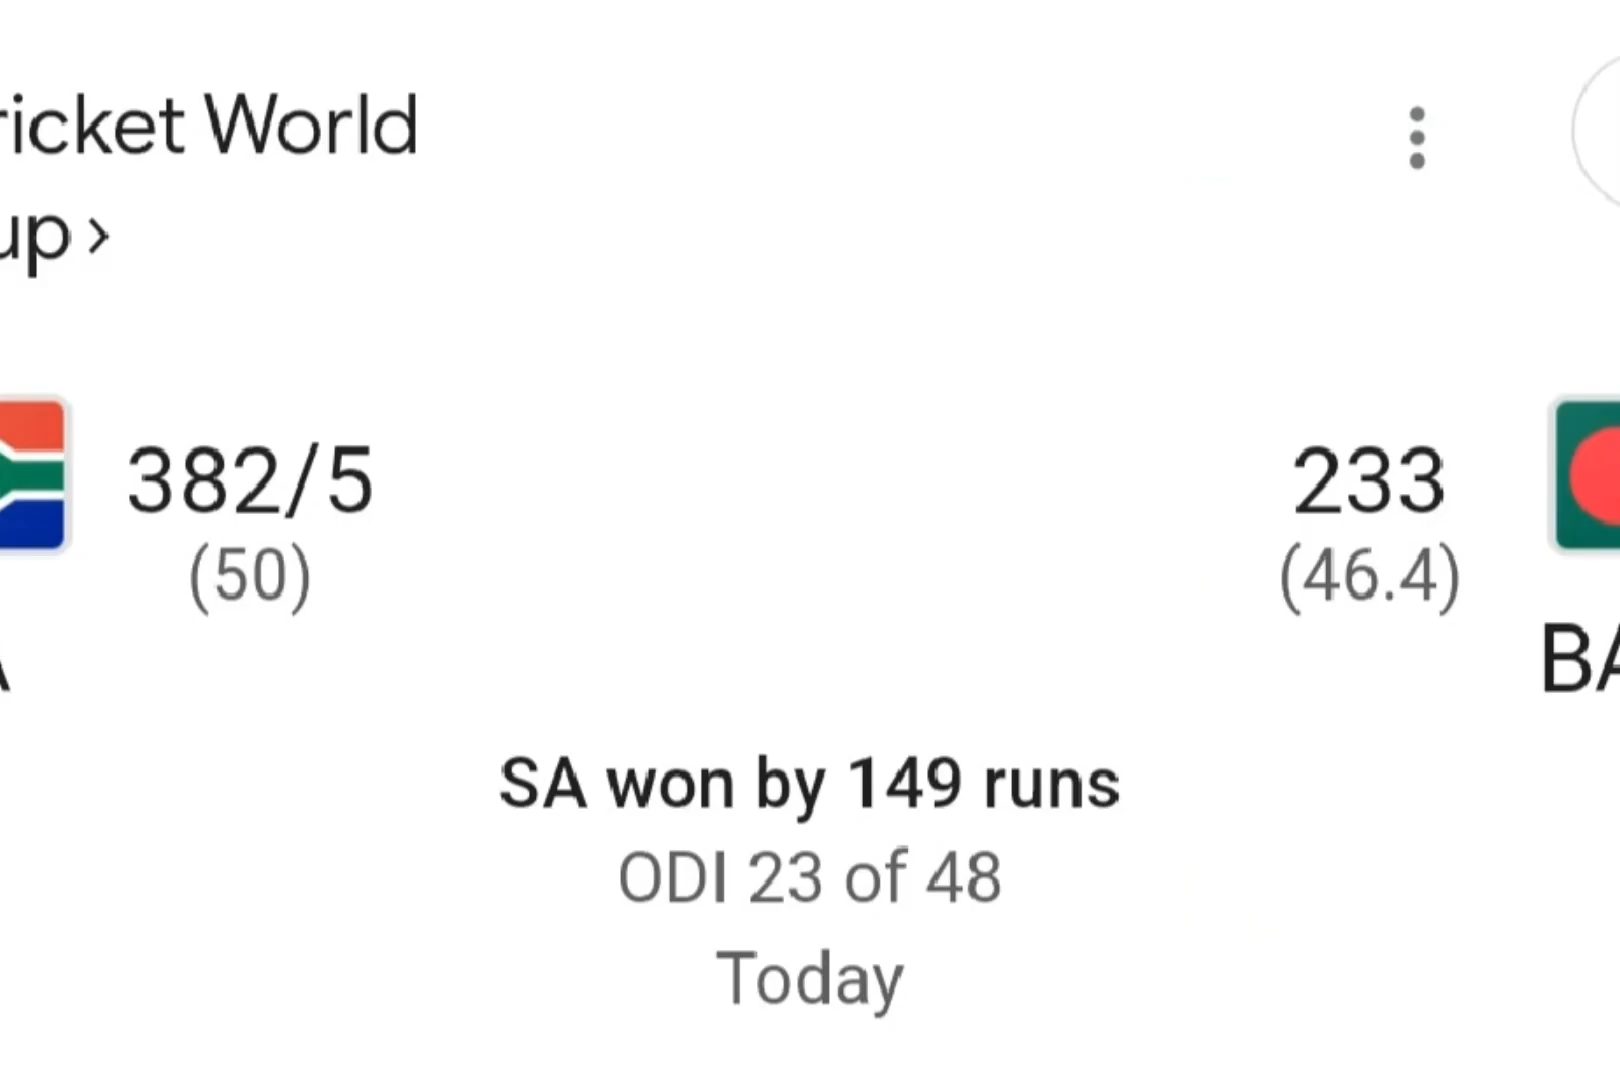 ricket World
up ›
382/5
(50)
233
(46.4)
A
BA
SA won by 149 runs
ODI 23 of 48
Today